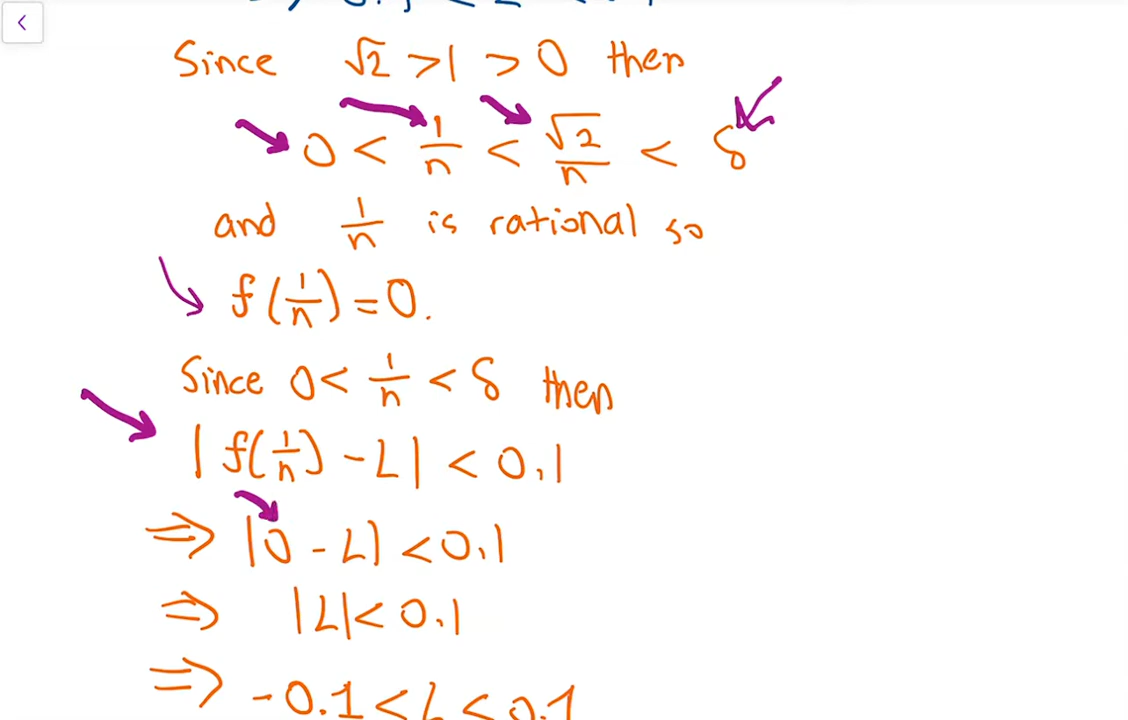 Since √2 > 1 > 0 then
0 < 1/n < √2/n < δ
and 1/n is rational so
f(1/n) = 0.
Since 0 < 1/n < δ then
|f(1/n) - L| < 0.1
⇒ |0 - L| < 0.1
⇒ |L| < 0.1
⇒ -0.1 < L < 0.1